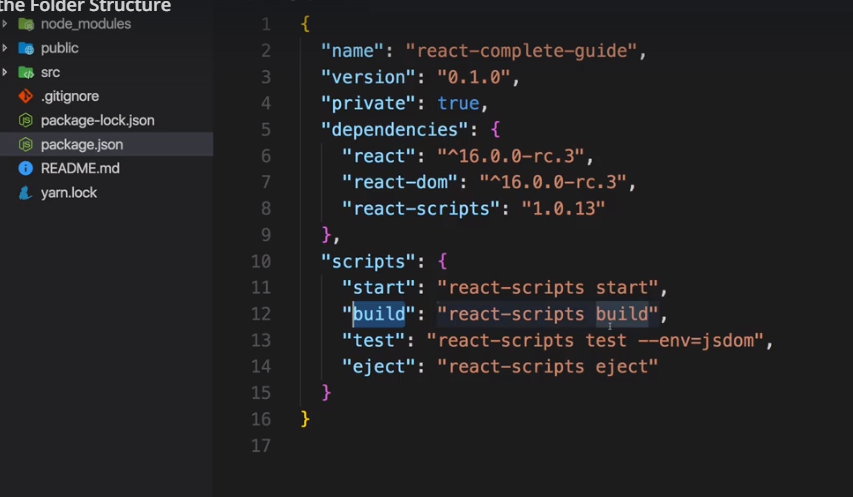 the Folder Structure
node_modules
public
src
.gitignore
package-lock.json
package.json
README.md
yarn.lock
1 {
2 "name": "react-complete-guide",
3 "version": "0.1.0",
4 "private": true,
5 "dependencies": {
6 "react": "^16.0.0-rc.3",
7 "react-dom": "^16.0.0-rc.3",
8 "react-scripts": "1.0.13"
9 },
10 "scripts": {
11 "start": "react-scripts start",
12 "build": "react-scripts build",
13 "test": "react-scripts test --env=jsdom",
14 "eject": "react-scripts eject"
15 }
16 }
17